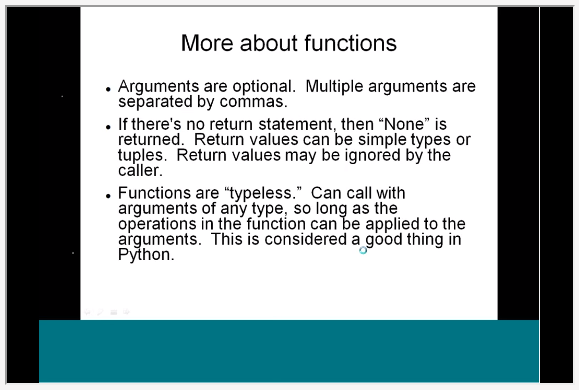 More about functions
• Arguments are optional.  Multiple arguments are
separated by commas.
• If there's no return statement, then “None” is
returned.  Return values can be simple types or
tuples.  Return values may be ignored by the
caller.
• Functions are “typeless.”  Can call with
arguments of any type, so long as the
operations in the function can be applied to the
arguments.  This is considered a good thing in
Python.